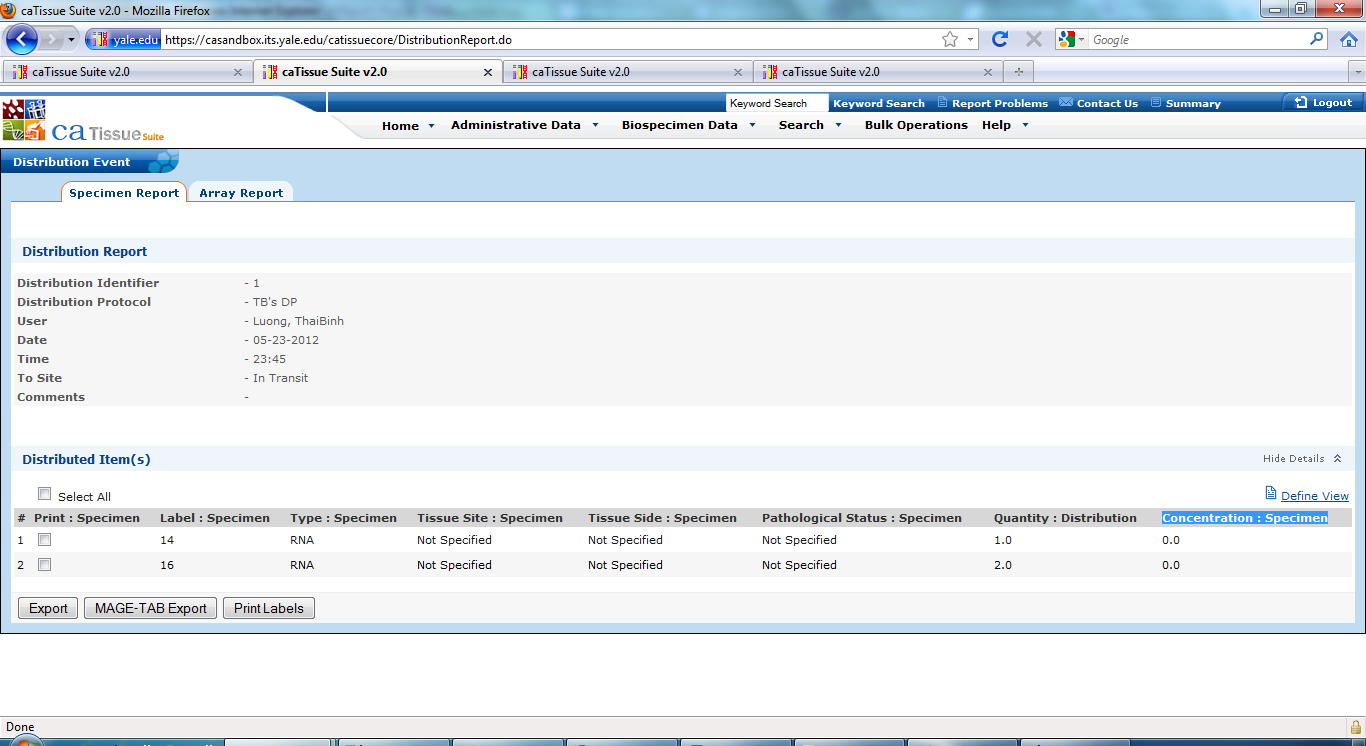 caTissue Suite v2.0 - Mozilla Firefox
yale.edu https://casandbox.its.yale.edu/catissuecore/DistributionReport.do Google
caTissue Suite v2.0 caTissue Suite v2.0 caTissue Suite v2.0 caTissue Suite v2.0
Keyword Search Keyword Search Report Problems Contact Us Summary Logout
ca Tissue Suite Home Administrative Data Biospecimen Data Search Bulk Operations Help
Distribution Event
Specimen Report Array Report
Distribution Report
Distribution Identifier - 1
Distribution Protocol - TB's DP
User - Luong, ThaiBinh
Date - 05-23-2012
Time - 23:45
To Site - In Transit
Comments -
Distributed Item(s) Hide Details
Select All Define View
# Print : Specimen Label : Specimen Type : Specimen Tissue Site : Specimen Tissue Side : Specimen Pathological Status : Specimen Quantity : Distribution Concentration : Specimen
1 14 RNA Not Specified Not Specified Not Specified 1.0 0.0
2 16 RNA Not Specified Not Specified Not Specified 2.0 0.0
Export MAGE-TAB Export Print Labels
Done